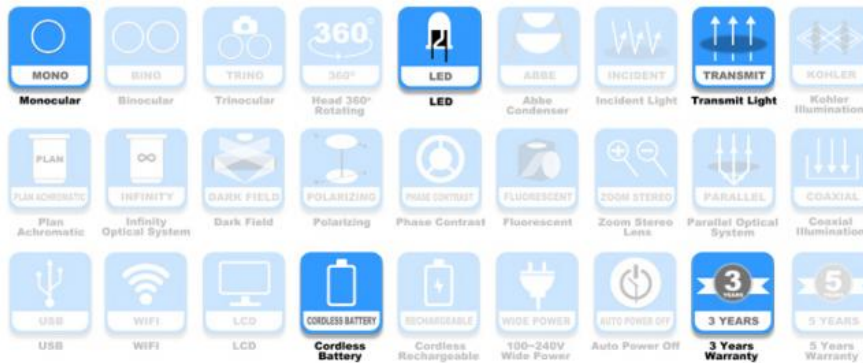 MONO
BINO
TRINO
360°
360°
LED
ABBE
INCIDENT
TRANSMIT
KOHLER
Monocular
Binocular
Trinocular
Head 360°
Rotating
LED
Abbe
Condenser
Incident Light
Transmit Light
Kohler
Illumination
PLAN
∞
PLAN ACHROMATIC
INFINITY
DARK FIELD
POLARIZING
PHASE CONTRAST
FLUORESCENT
ZOOM STEREO
PARALLEL
COAXIAL
Plan
Achromatic
Infinity
Optical System
Dark Field
Polarizing
Phase Contrast
Fluorescent
Zoom Stereo
Lens
Parallel Optical
System
Coaxial
Illumination
3
YEARS
5
YEARS
USB
WIFI
LCD
CORDLESS BATTERY
RECHARGEABLE
WIDE POWER
AUTO POWER OFF
3 YEARS
5 YEARS
USB
WIFI
LCD
Cordless
Battery
Cordless
Rechargeable
100~240V
Wide Power
Auto Power Off
3 Years
Warranty
5 Years
Warranty